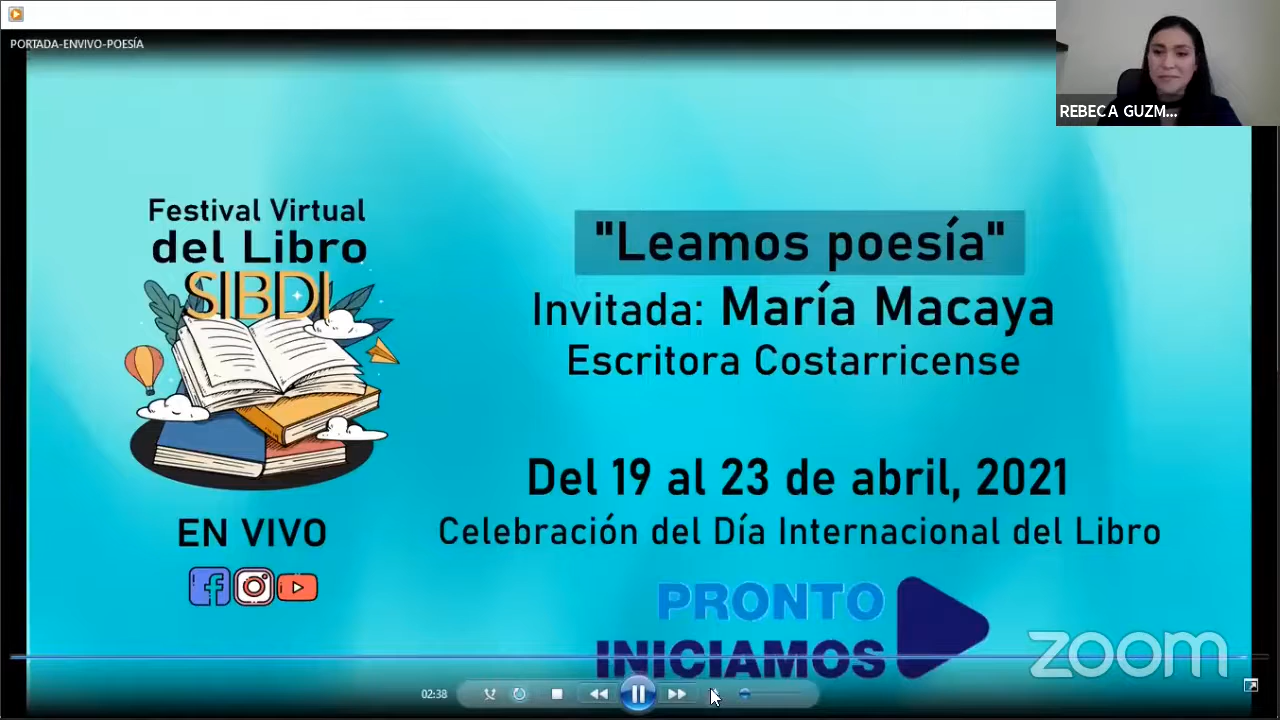 PORTADA-ENVIVO-POESÍA
REBECA GUZM...
Festival Virtual
del Libro
SIBDI
EN VIVO
"Leamos poesía"
Invitada: María Macaya
Escritora Costarricense
Del 19 al 23 de abril, 2021
Celebración del Día Internacional del Libro
PRONTO
INICIAMOS
zoom
02:38